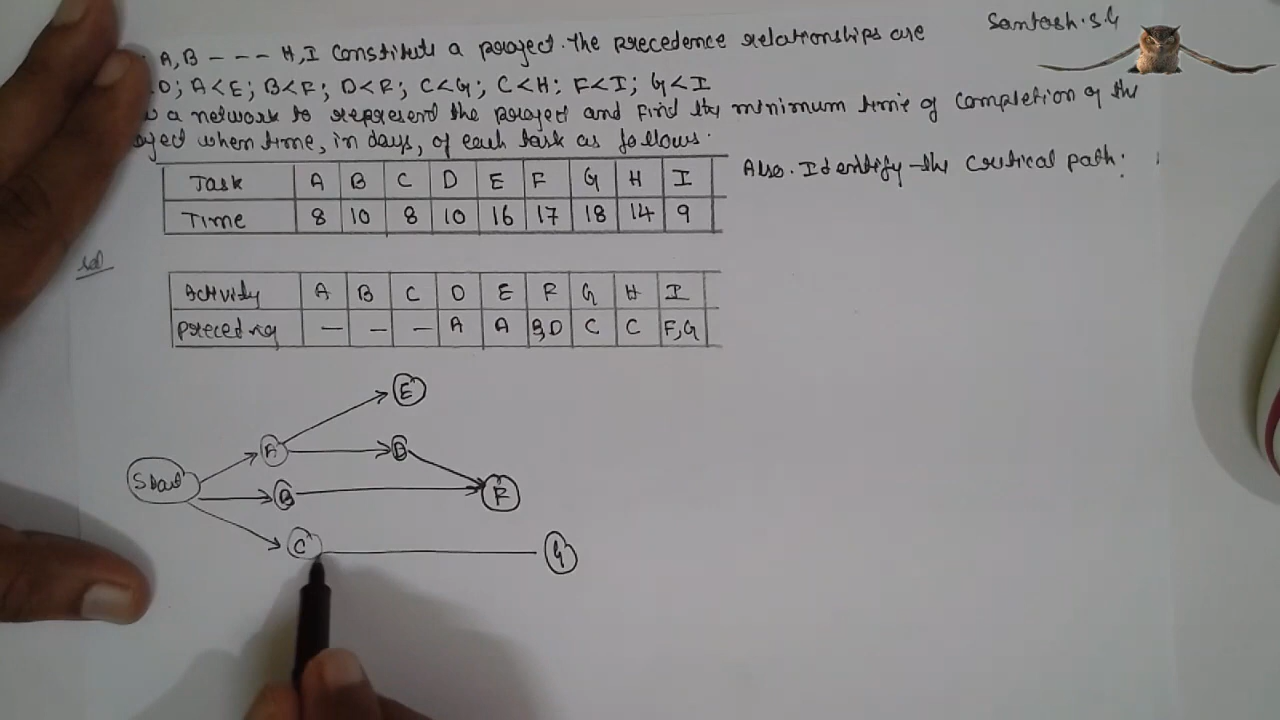 A, B - - - H, I Constitute a project. The precedence relationships are
Santosh.S.G
D; A<E; B<F; D<F; C<G; C<H; F<I; G<I
a network to represent the project and find the minimum time of completion of the
when time, in days, of each task as follows.
Also. Identify the critical path:
Task A B C D E F G H I
Time 8 10 8 10 16 17 18 14 9
Sol
Activity A B C D E F G H I
Preceding — — — A A B,D C C F,G
E
A D
Start
B F
C G